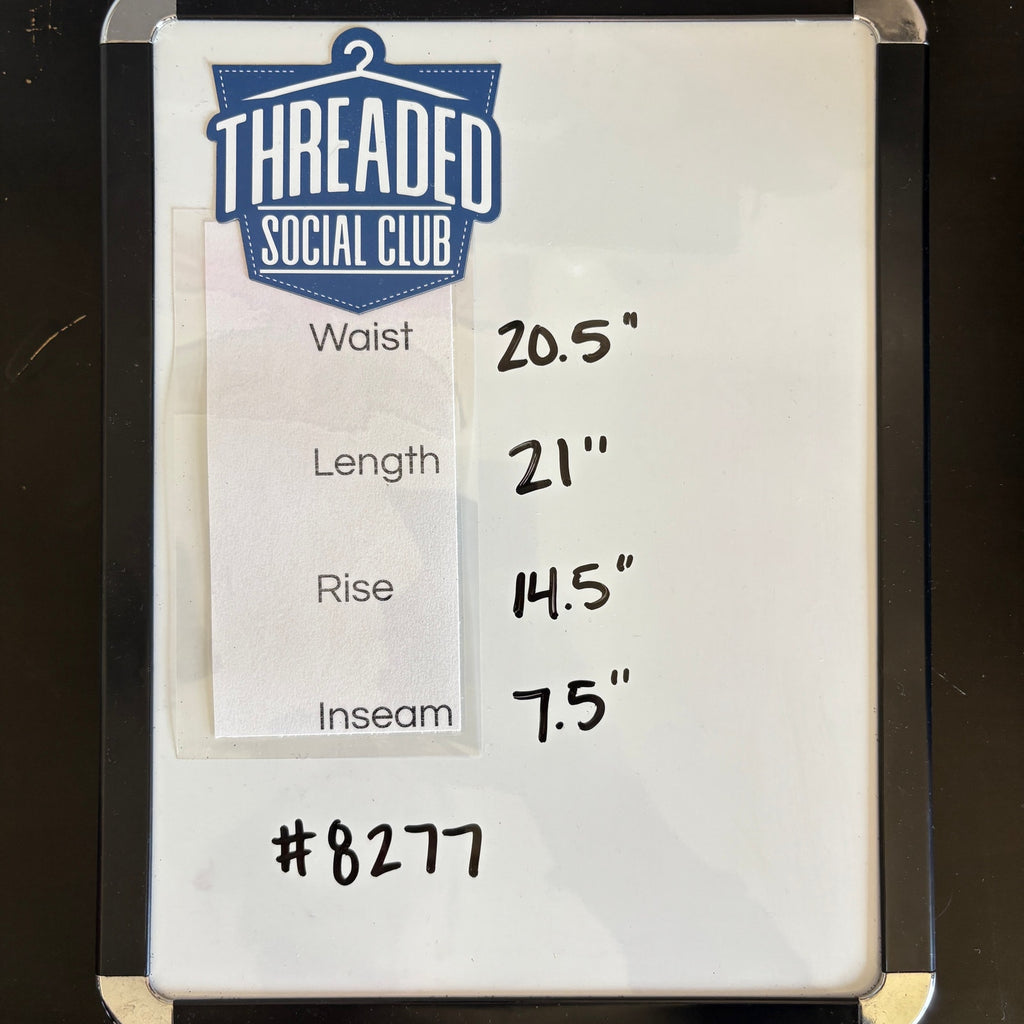 THREADED
SOCIAL CLUB
Waist 20.5"
Length 21"
Rise 14.5"
Inseam 7.5"
#8277